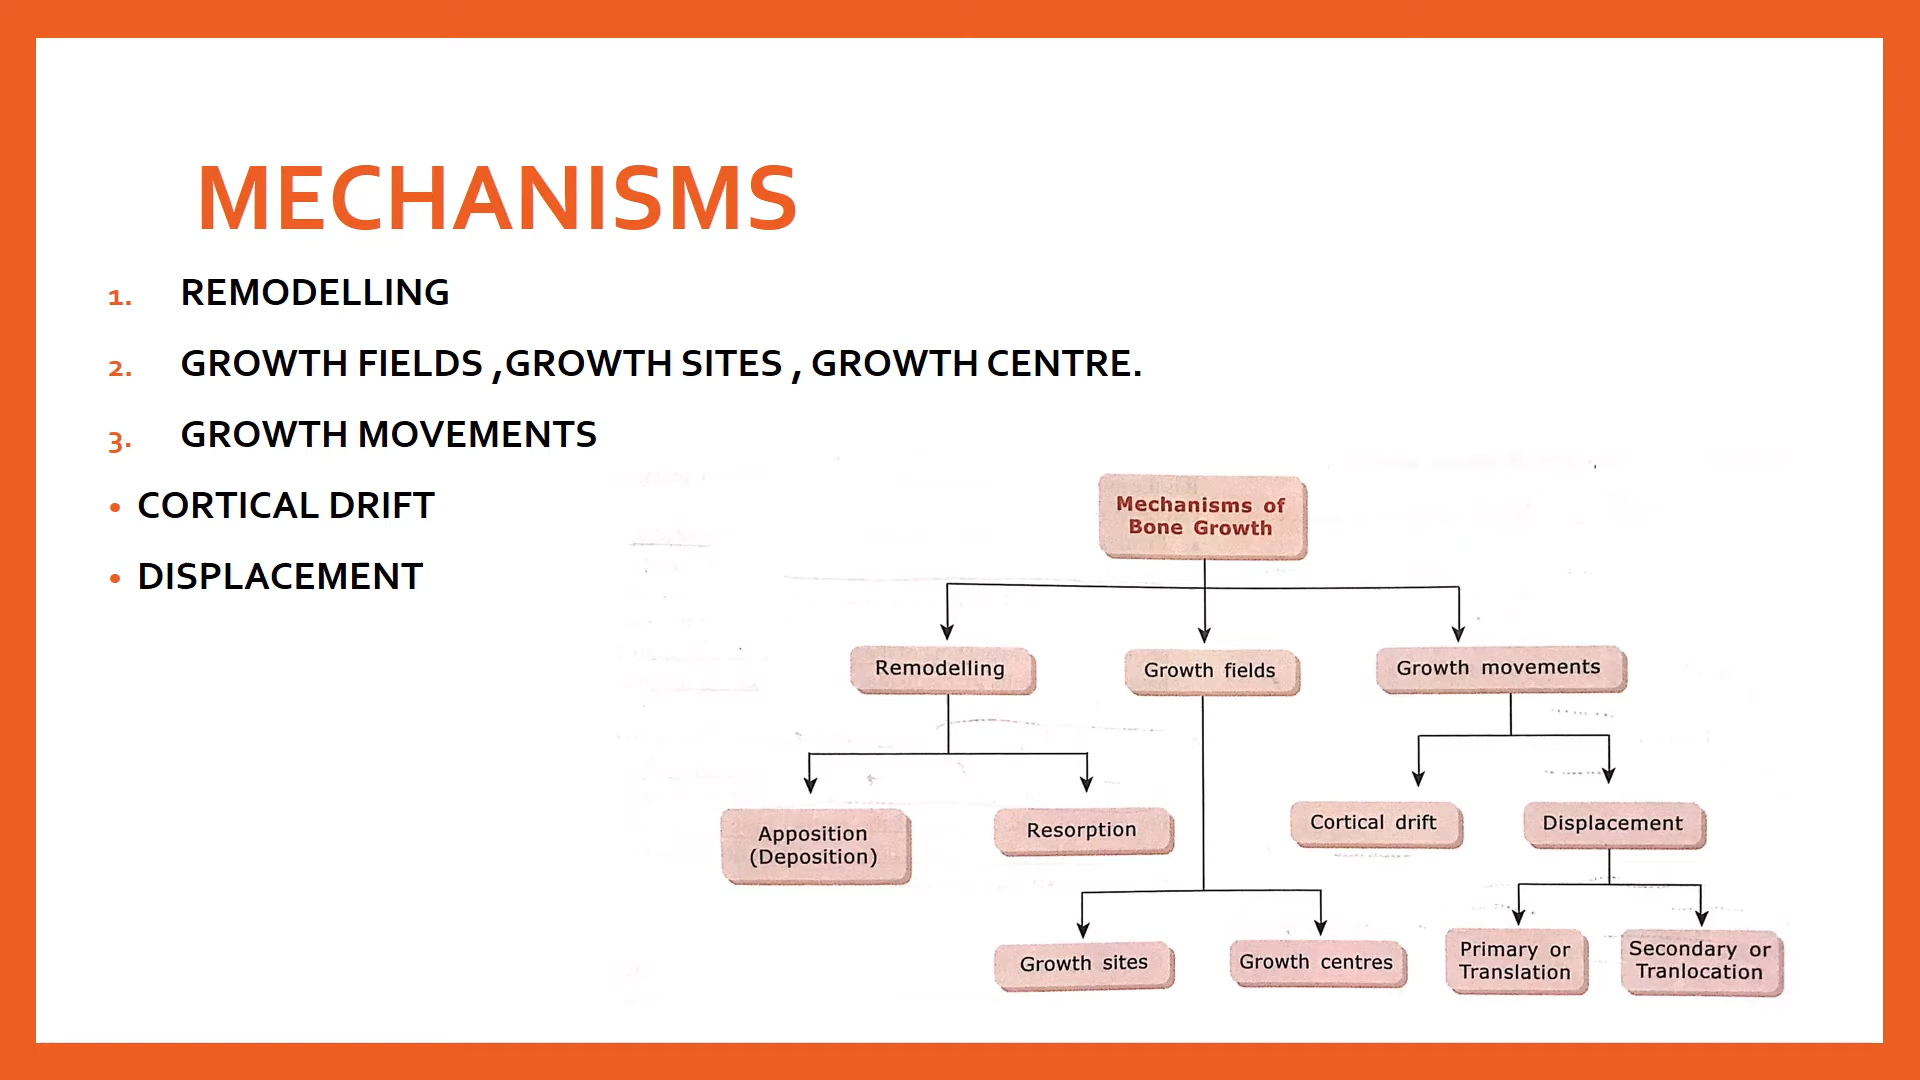 MECHANISMS
1. REMODELLING
2. GROWTH FIELDS ,GROWTH SITES , GROWTH CENTRE.
3. GROWTH MOVEMENTS
• CORTICAL DRIFT
• DISPLACEMENT
Mechanisms of
Bone Growth
Remodelling
Growth fields
Growth movements
Apposition
(Deposition)
Resorption
Cortical drift
Displacement
Growth sites
Growth centres
Primary or
Translation
Secondary or
Tranlocation